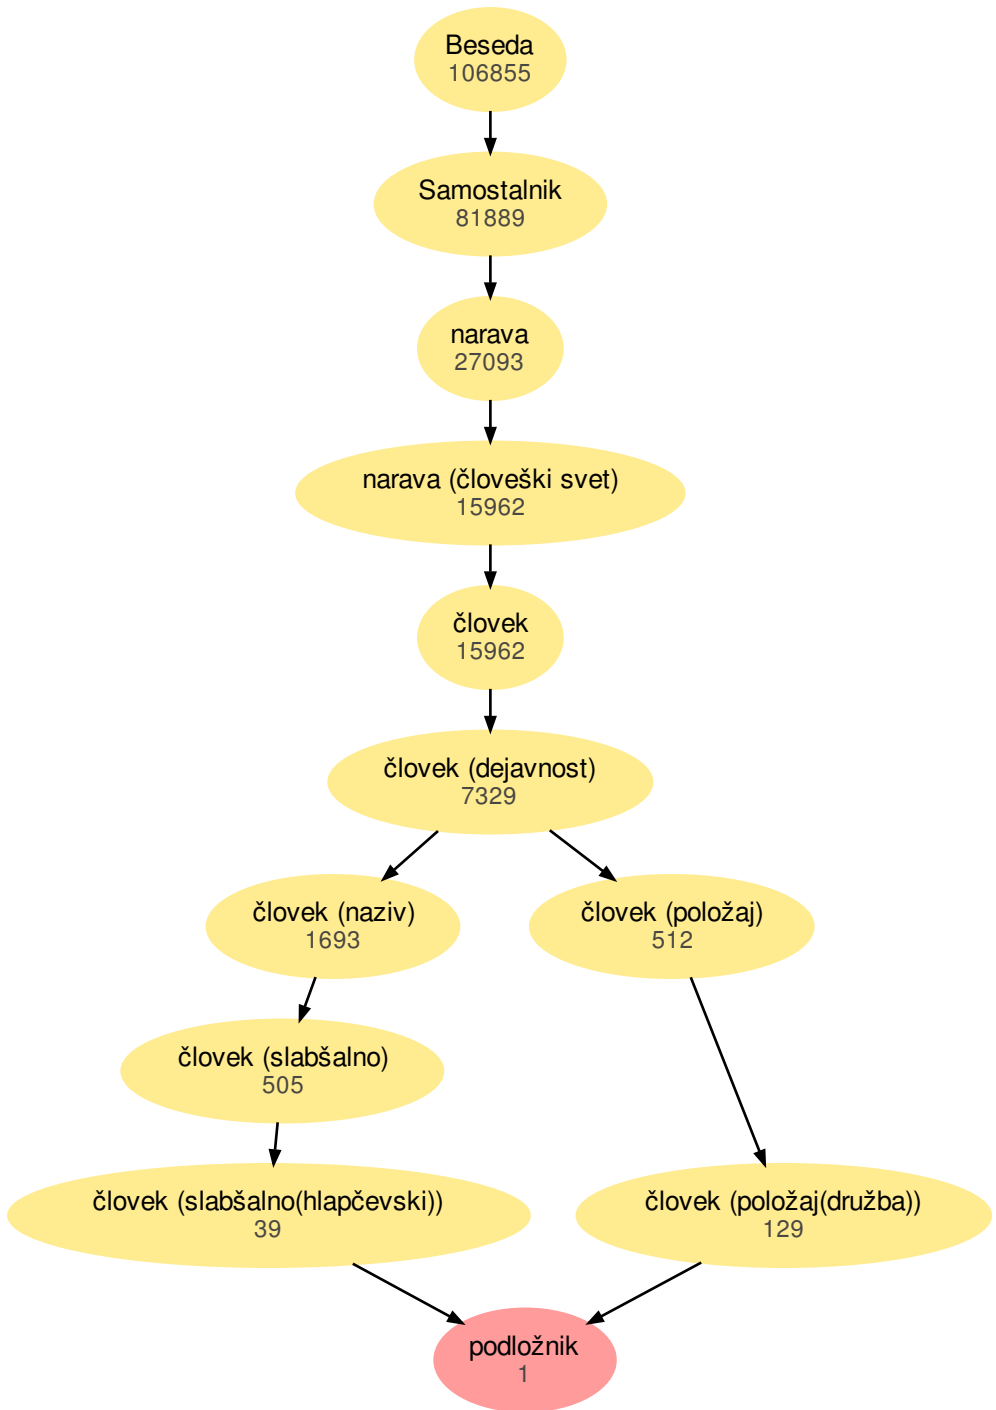 Beseda
106855
Samostalnik
81889
narava
27093
narava (človeški svet)
15962
človek
15962
človek (dejavnost)
7329
človek (naziv)
1693
človek (položaj)
512
človek (slabšalno)
505
človek (slabšalno(hlapčevski))
39
človek (položaj(družba))
129
podložnik
1